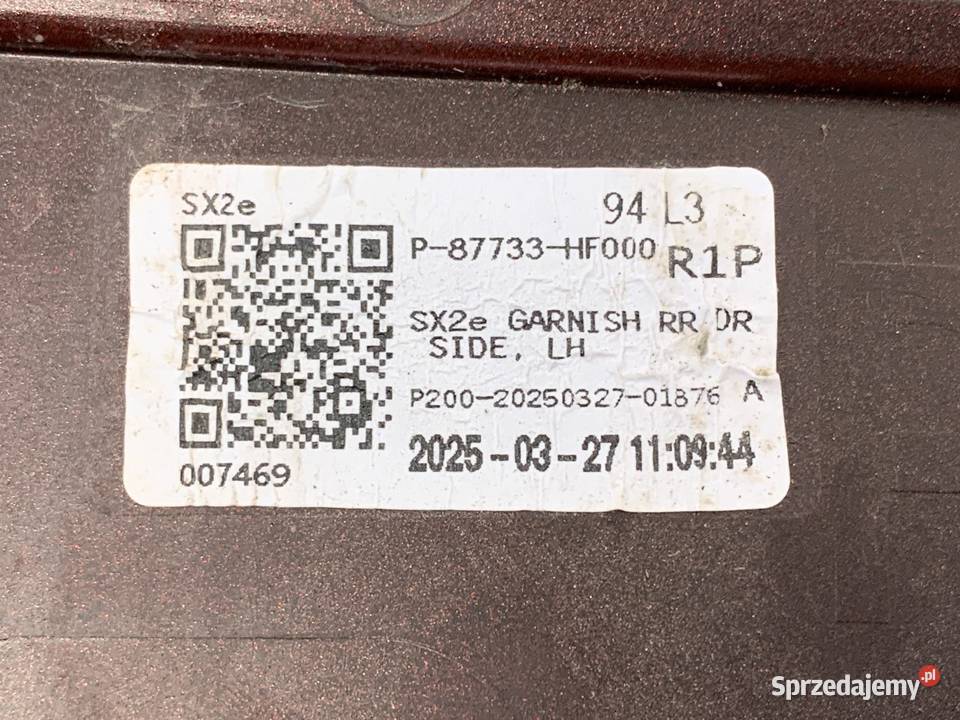 SX2e
94 L3
P-87733-HF000
R1P
SX2e GARNISH RR DR
SIDE, LH
P200-20250327-01876 A
2025-03-27 11:09:44
007469
Sprzedajemy.pl